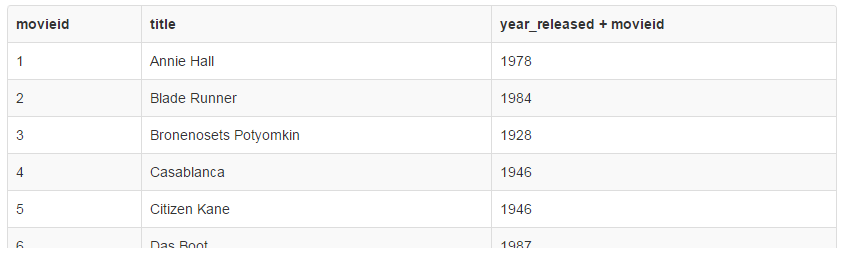 movieid title year_released + movieid
1 Annie Hall 1978
2 Blade Runner 1984
3 Bronenosets Potyomkin 1928
4 Casablanca 1946
5 Citizen Kane 1946
6 Das Boot 1987